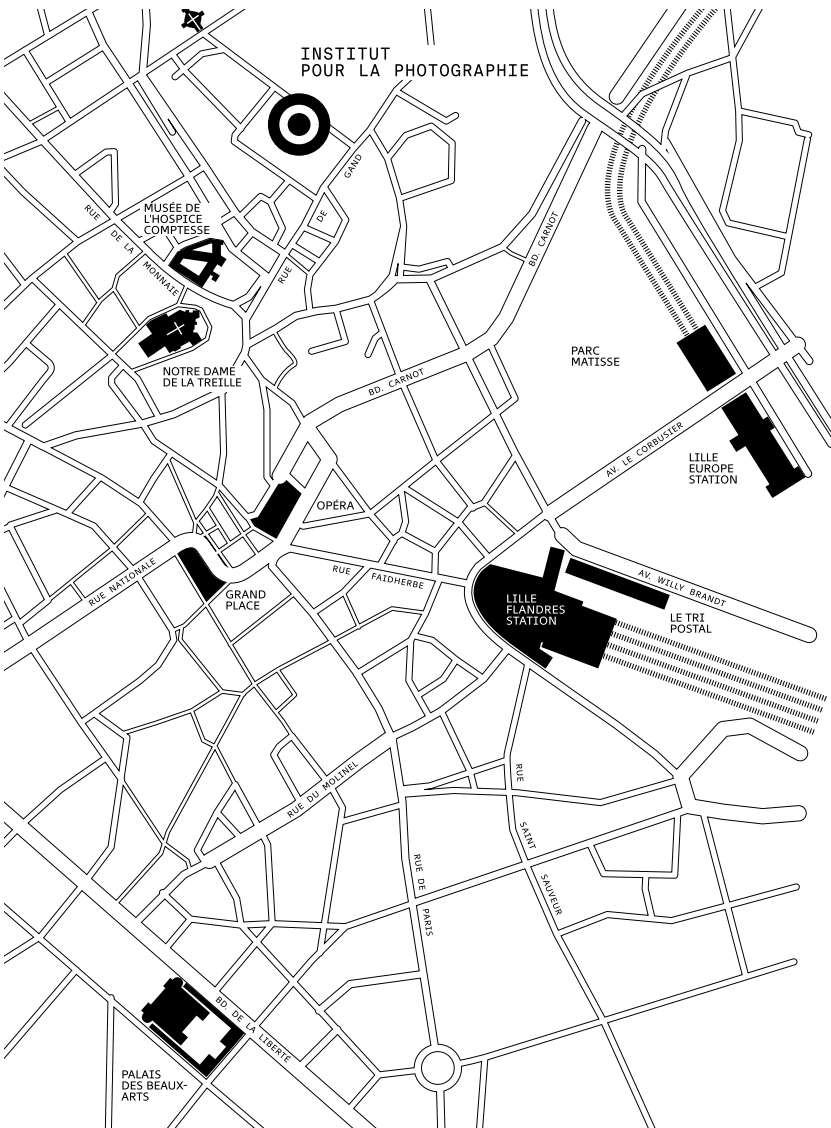 INSTITUT
POUR LA PHOTOGRAPHIE
RUE DE GAND
MUSÉE DE
L'HOSPICE
COMPTESSE
RUE DE LA MONNAIE
BD. CARNOT
NOTRE DAME
DE LA TREILLE
PARC
MATISSE
BD. CARNOT
AV. LE CORBUSIER
LILLE
EUROPE
STATION
OPÉRA
RUE NATIONALE
GRAND
PLACE
RUE FAIDHERBE
AV. WILLY BRANDT
LILLE
FLANDRES
STATION
LE TRI
POSTAL
RUE DU MOLINEL
RUE SAINT SAUVEUR
RUE DE PARIS
BD. DE LA LIBERTÉ
PALAIS
DES BEAUX-
ARTS